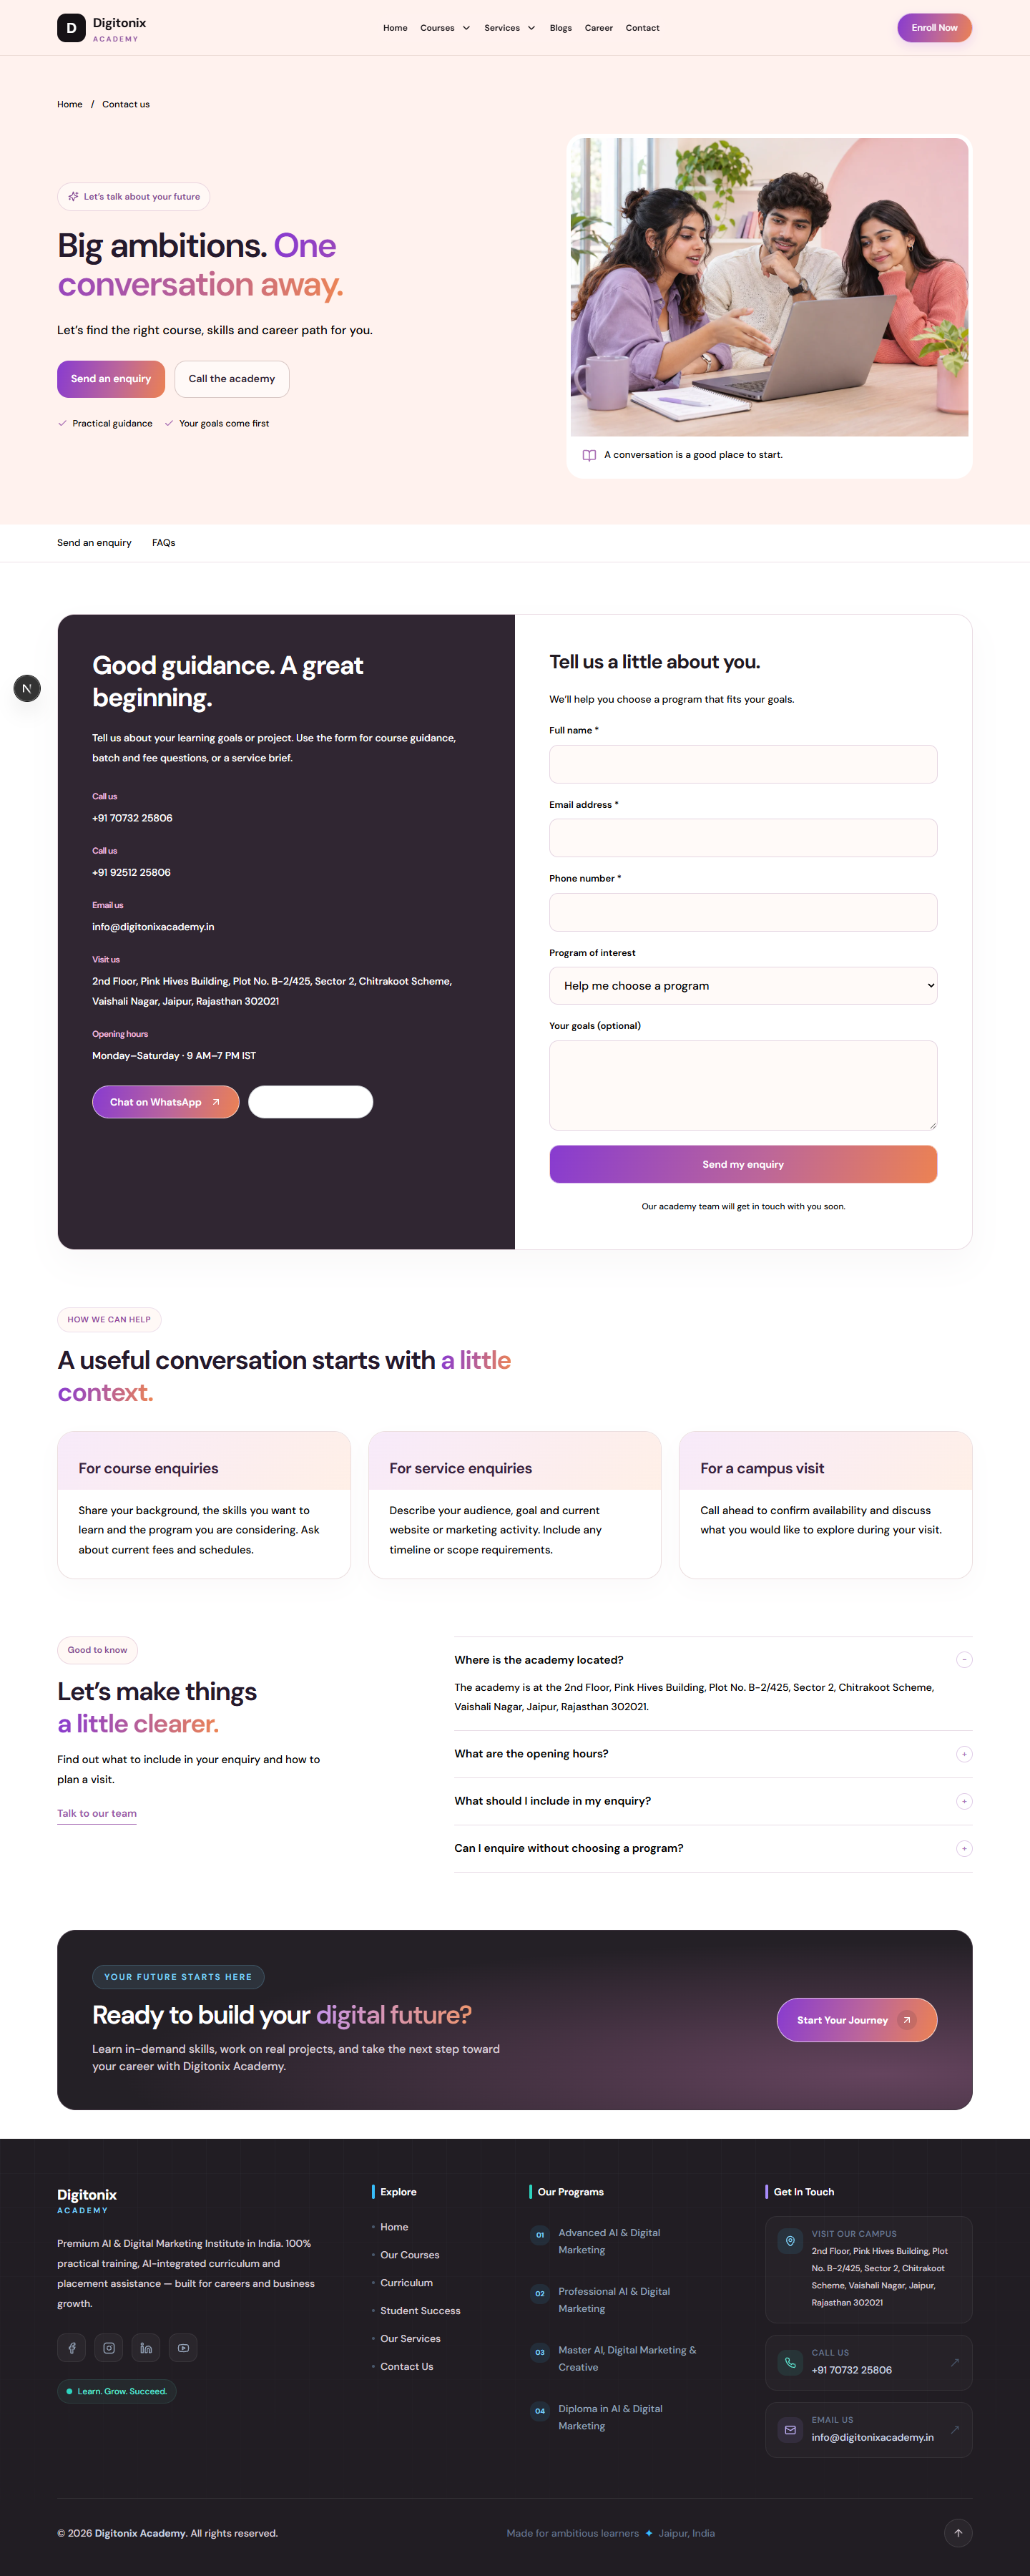 D
Digitonix
ACADEMY
Home
Courses
Services
Blogs
Career
Contact
Enroll Now
Home / Contact us
Let's talk about your future
Big ambitions. One
conversation away.
Let's find the right course, skills and career path for you.
Send an enquiry
Call the academy
Practical guidance
Your goals come first
A conversation is a good place to start.
Send an enquiry
FAQs
N
Good guidance. A great
beginning.
Tell us about your learning goals or project. Use the form for course guidance,
batch and fee questions, or a service brief.
Call us
+91 70732 25806
Call us
+91 92512 25806
Email us
info@digitonixacademy.in
Visit us
2nd Floor, Pink Hives Building, Plot No. B-2/425, Sector 2, Chitrakoot Scheme,
Vaishali Nagar, Jaipur, Rajasthan 302021
Opening hours
Monday–Saturday · 9 AM–7 PM IST
Chat on WhatsApp
Tell us a little about you.
We'll help you choose a program that fits your goals.
Full name *
Email address *
Phone number *
Program of interest
Help me choose a program
Your goals (optional)
Send my enquiry
Our academy team will get in touch with you soon.
HOW WE CAN HELP
A useful conversation starts with a little
context.
For course enquiries
Share your background, the skills you want to
learn and the program you are considering. Ask
about current fees and schedules.
For service enquiries
Describe your audience, goal and current
website or marketing activity. Include any
timeline or scope requirements.
For a campus visit
Call ahead to confirm availability and discuss
what you would like to explore during your visit.
Good to know
Let's make things
a little clearer.
Find out what to include in your enquiry and how to
plan a visit.
Talk to our team
Where is the academy located?
The academy is at the 2nd Floor, Pink Hives Building, Plot No. B-2/425, Sector 2, Chitrakoot Scheme,
Vaishali Nagar, Jaipur, Rajasthan 302021.
What are the opening hours?
What should I include in my enquiry?
Can I enquire without choosing a program?
YOUR FUTURE STARTS HERE
Ready to build your digital future?
Learn in-demand skills, work on real projects, and take the next step toward
your career with Digitonix Academy.
Start Your Journey
Digitonix
ACADEMY
Premium AI & Digital Marketing Institute in India. 100%
practical training, AI-integrated curriculum and
placement assistance — built for careers and business
growth.
Learn. Grow. Succeed.
Explore
Home
Our Courses
Curriculum
Student Success
Our Services
Contact Us
Our Programs
01
Advanced AI & Digital
Marketing
02
Professional AI & Digital
Marketing
03
Master AI, Digital Marketing &
Creative
04
Diploma in AI & Digital
Marketing
Get In Touch
VISIT OUR CAMPUS
2nd Floor, Pink Hives Building, Plot
No. B-2/425, Sector 2, Chitrakoot
Scheme, Vaishali Nagar, Jaipur,
Rajasthan 302021
CALL US
+91 70732 25806
EMAIL US
info@digitonixacademy.in
© 2026 Digitonix Academy. All rights reserved.
Made for ambitious learners ✦ Jaipur, India